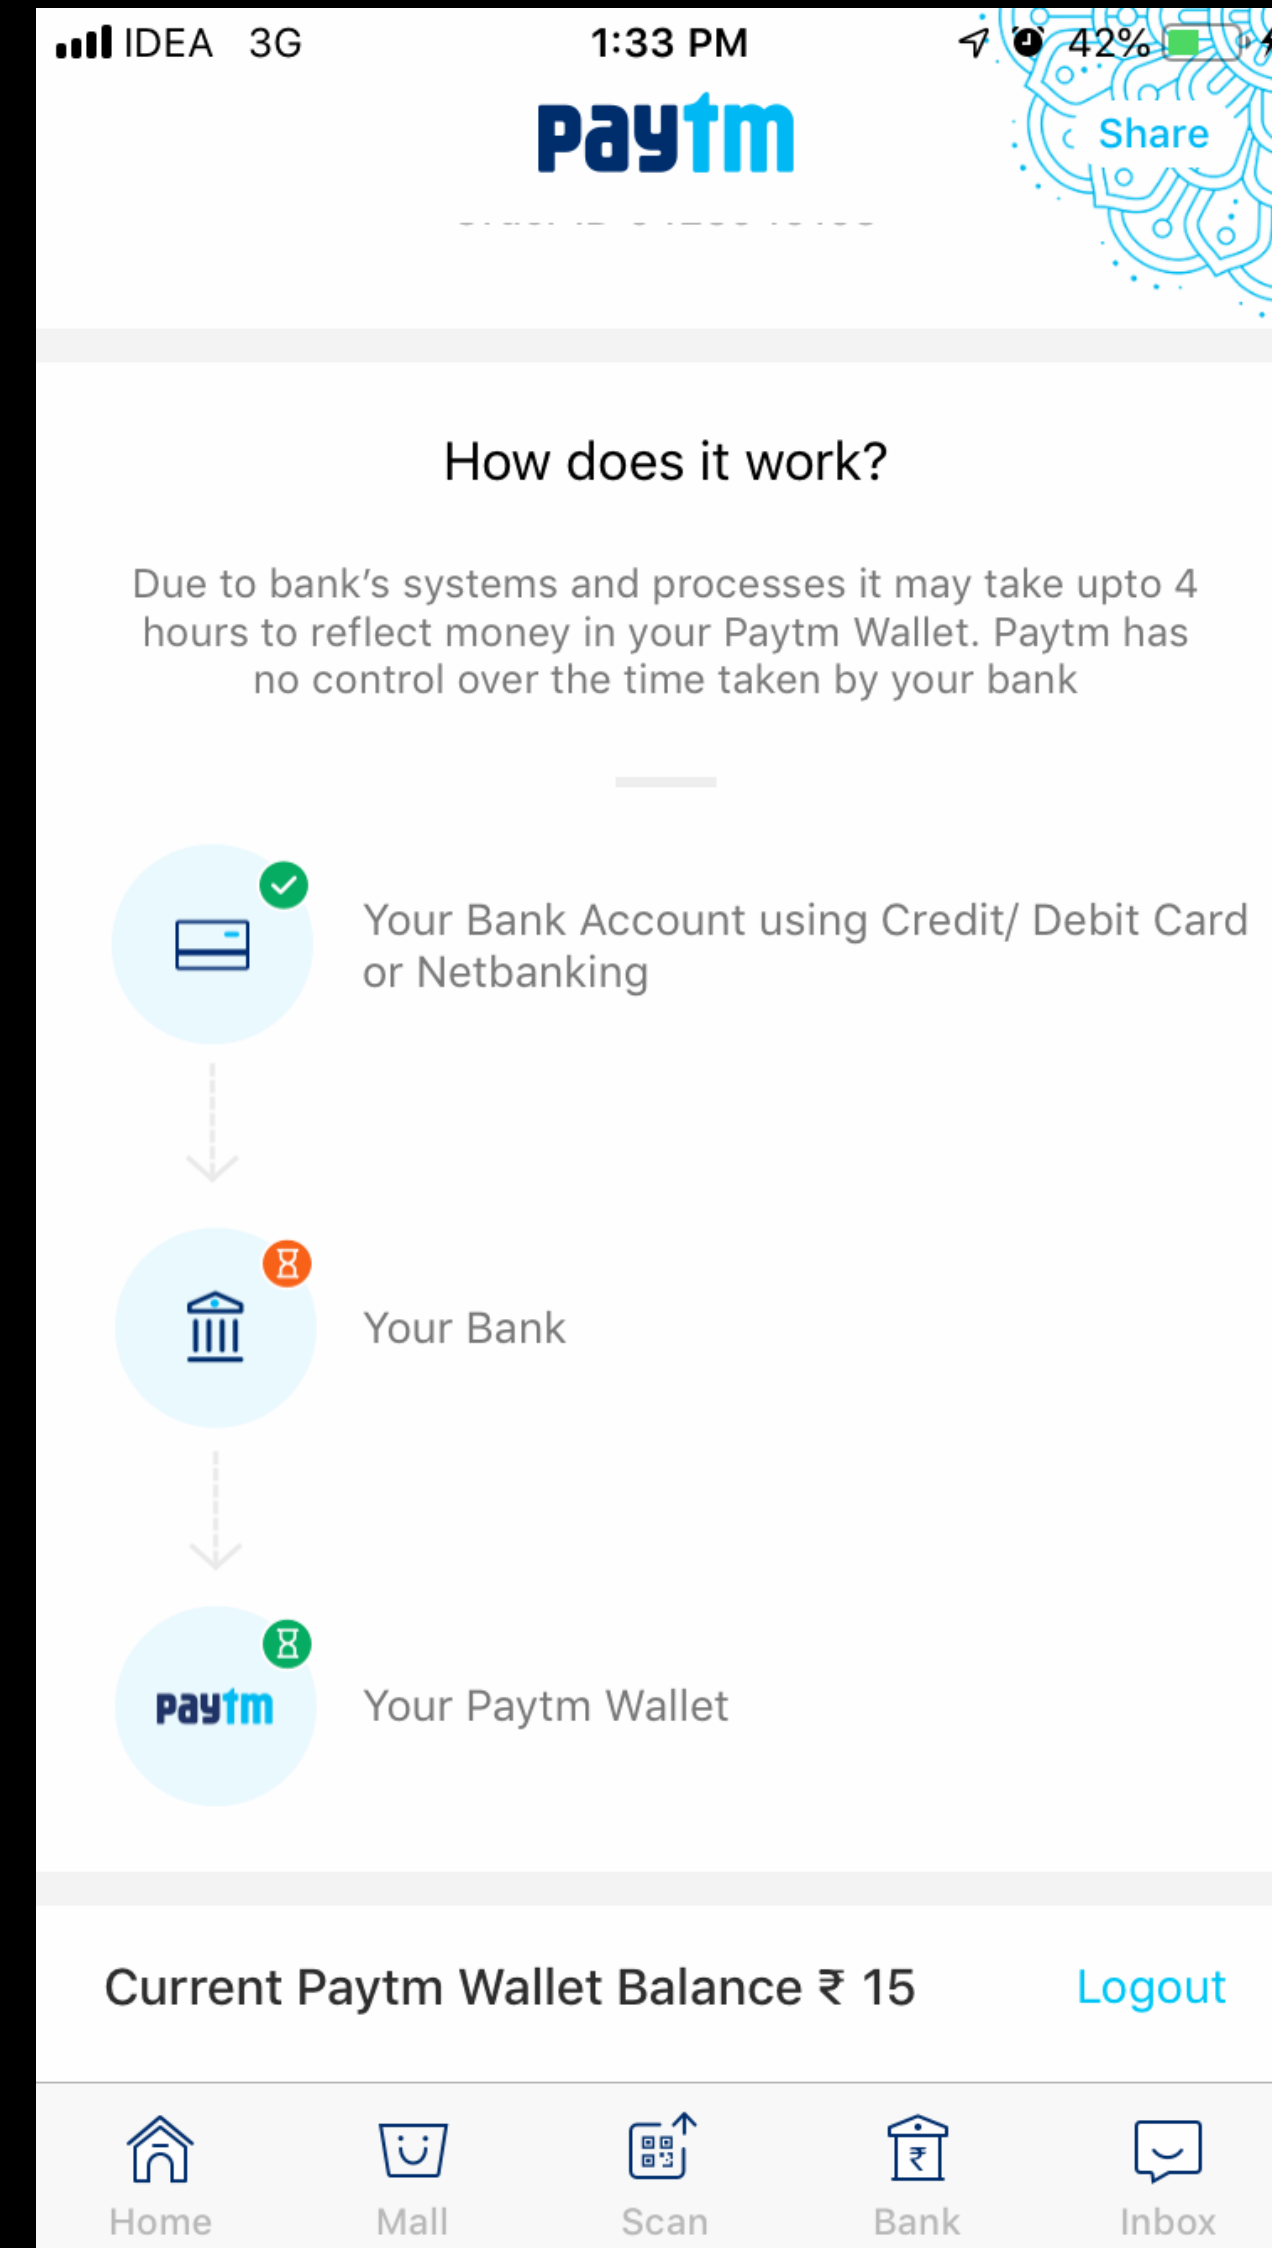 IDEA 3G 1:33 PM 42%
paytm
Share
How does it work?
Due to bank’s systems and processes it may take upto 4
hours to reflect money in your Paytm Wallet. Paytm has
no control over the time taken by your bank
Your Bank Account using Credit/ Debit Card
or Netbanking
Your Bank
paytm
Your Paytm Wallet
Current Paytm Wallet Balance ₹ 15
Logout
₹
Home
Mall
Scan
Bank
Inbox